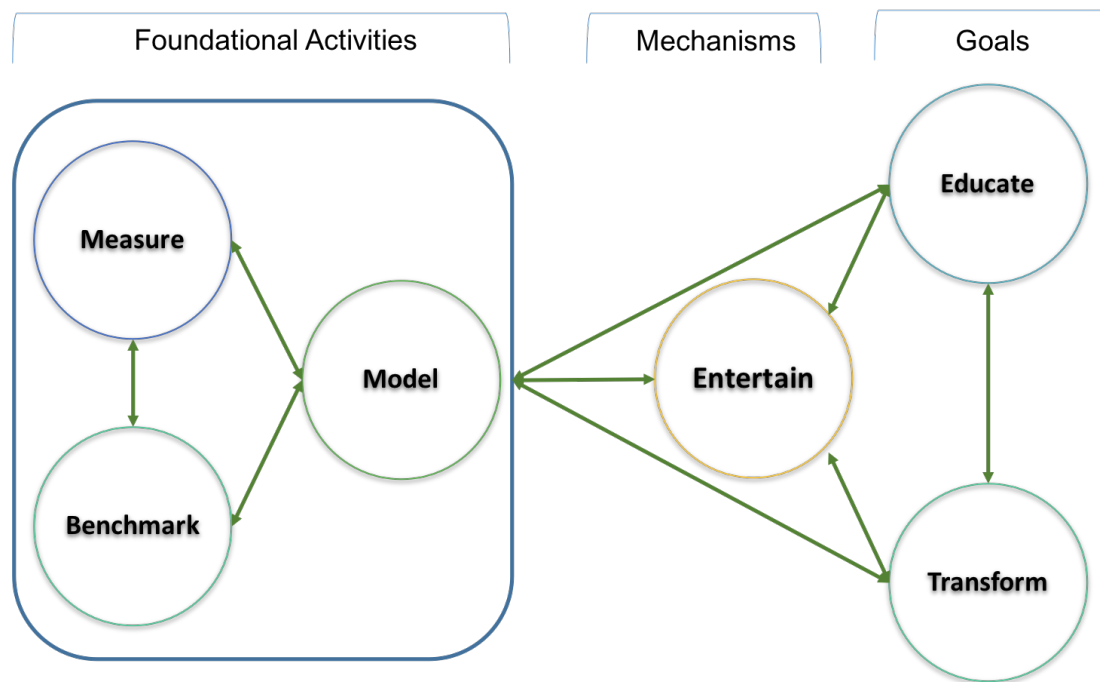 Foundational Activities
Mechanisms
Goals
Measure
Benchmark
Model
Entertain
Educate
Transform